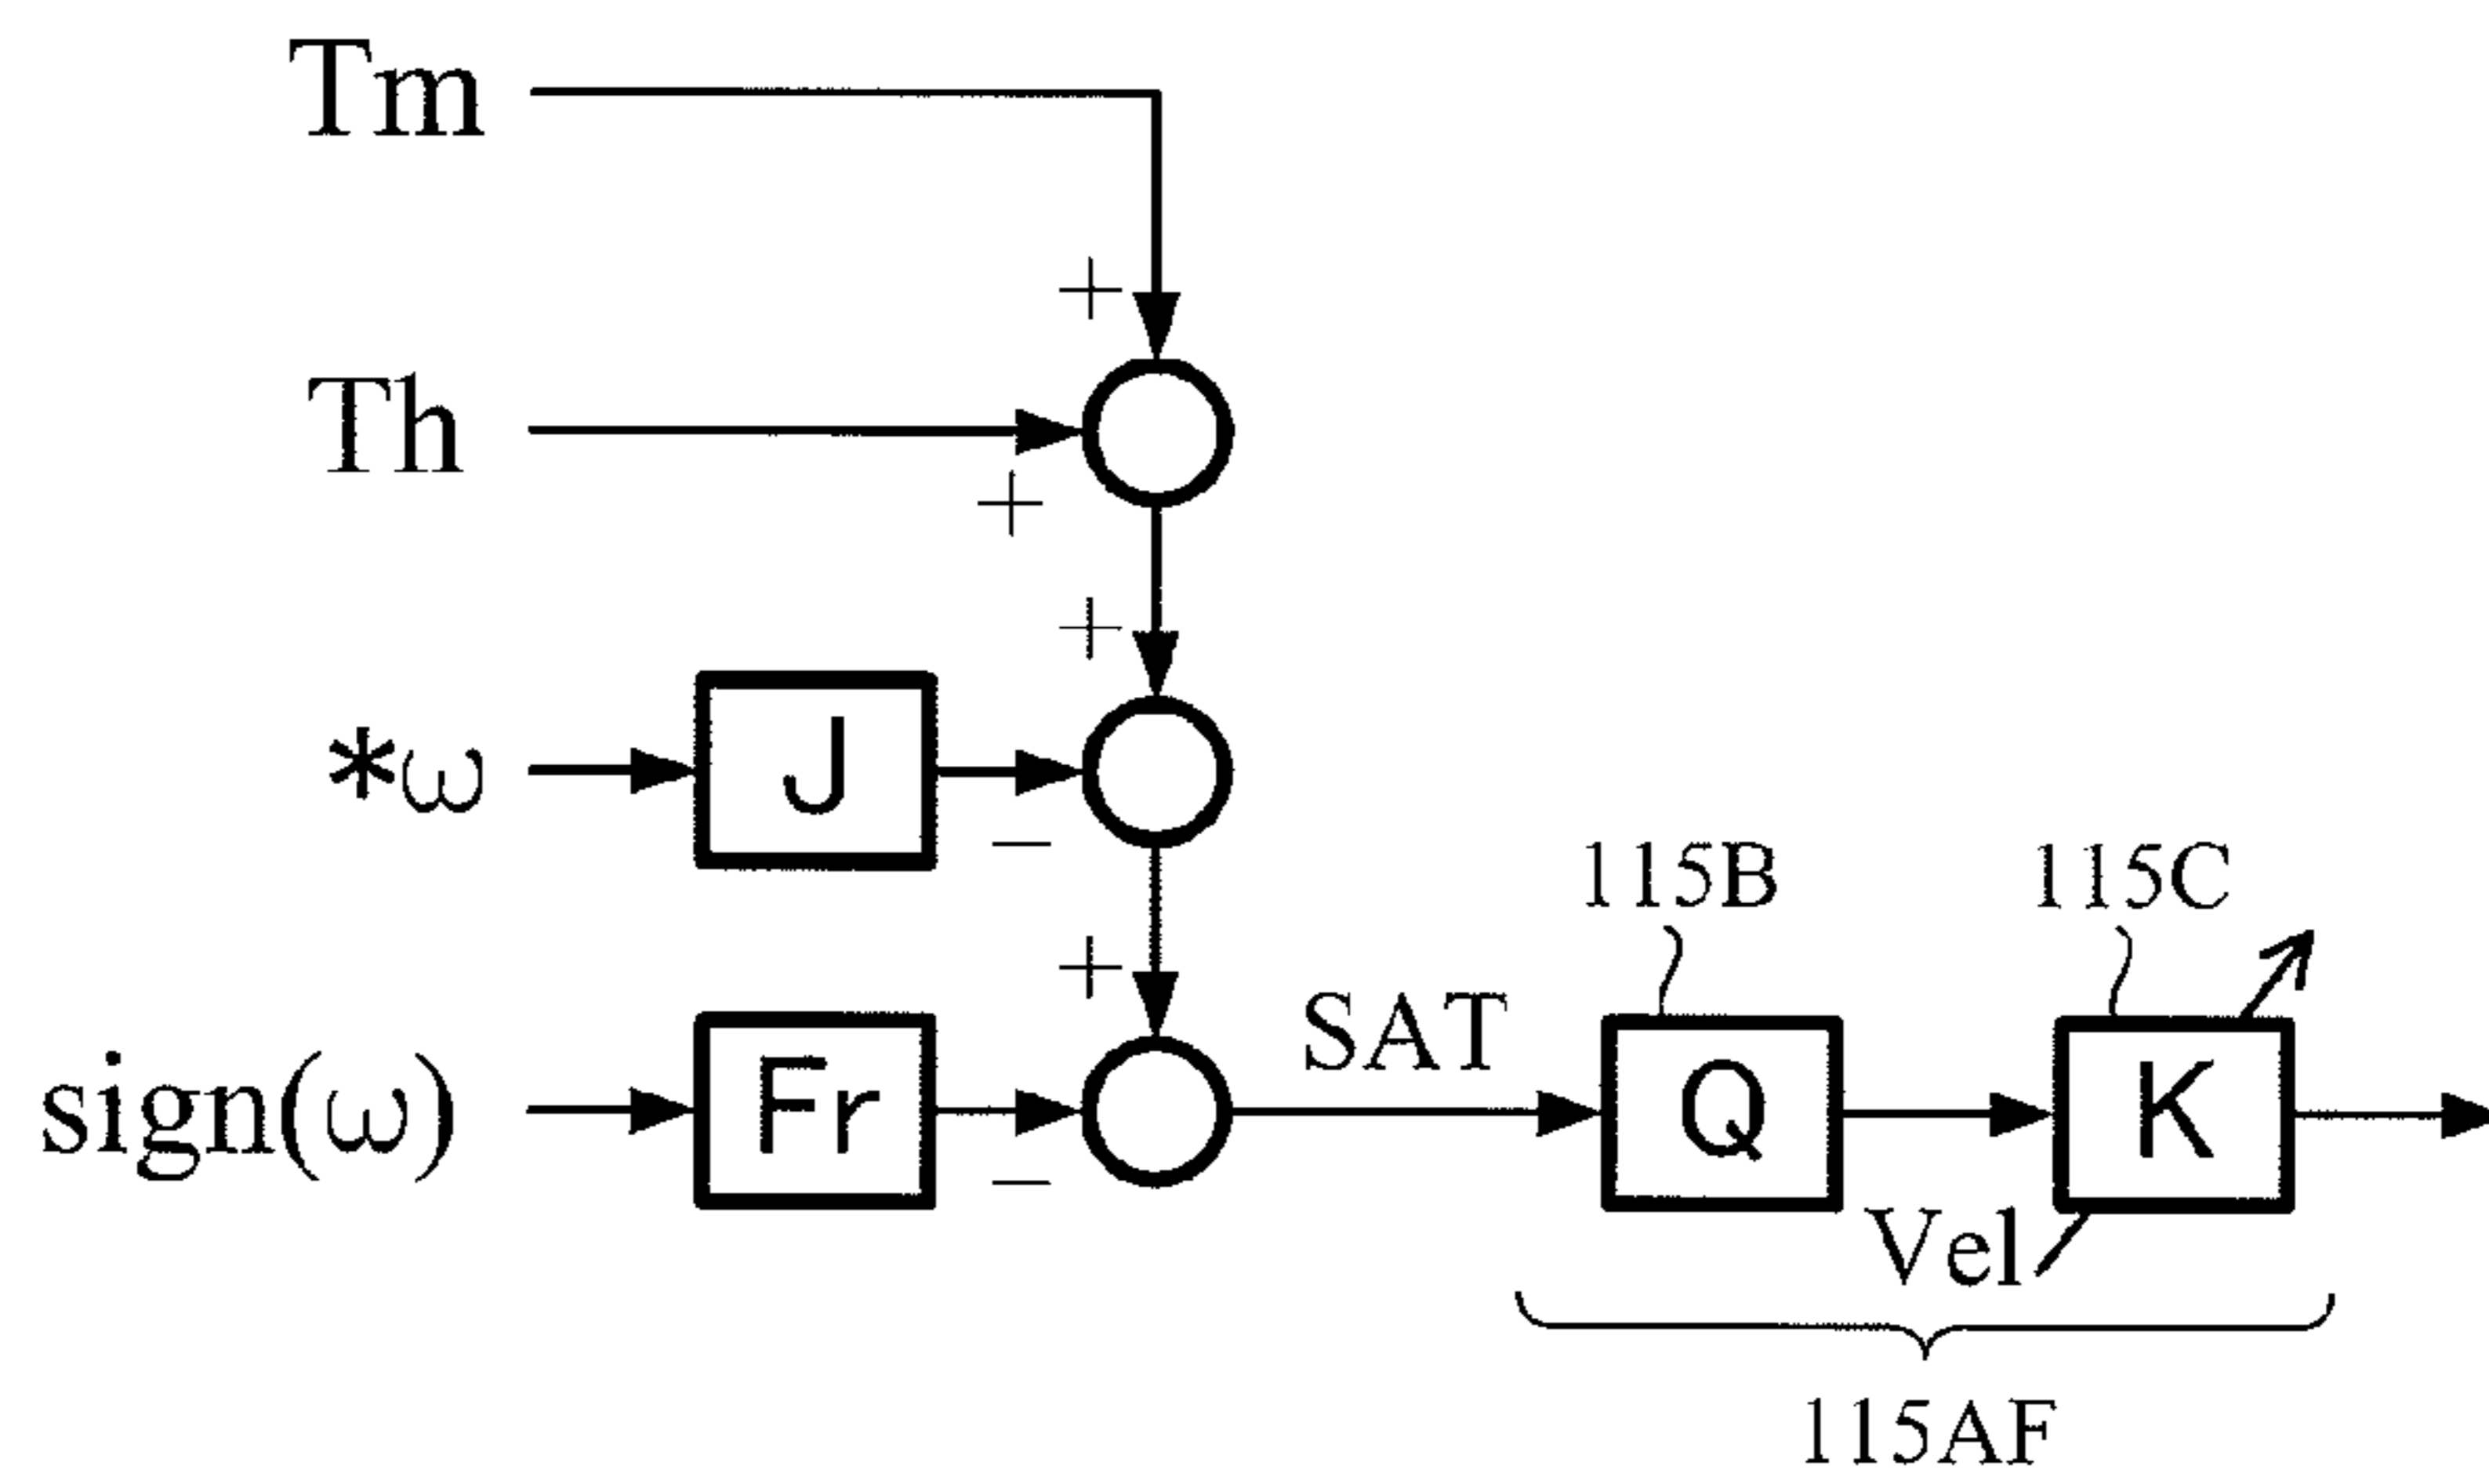 Tm
+
Th
+
+
*ω
J
−
115B
115C
+
SAT
sign(ω)
Fr
Q
K
−
Vel
115AF